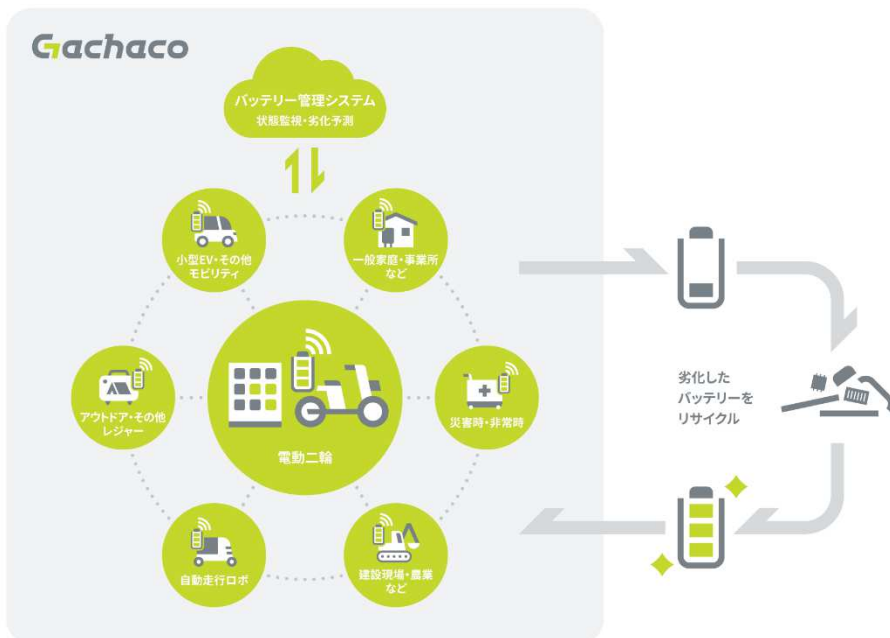 Gachaco
バッテリー管理システム
状態監視・劣化予測
小型EV・その他
モビリティ
一般家庭・事業所
など
アウトドア・その他
レジャー
電動二輪
災害時・非常時
自動走行ロボ
建設現場・農業
など
劣化した
バッテリーを
リサイクル